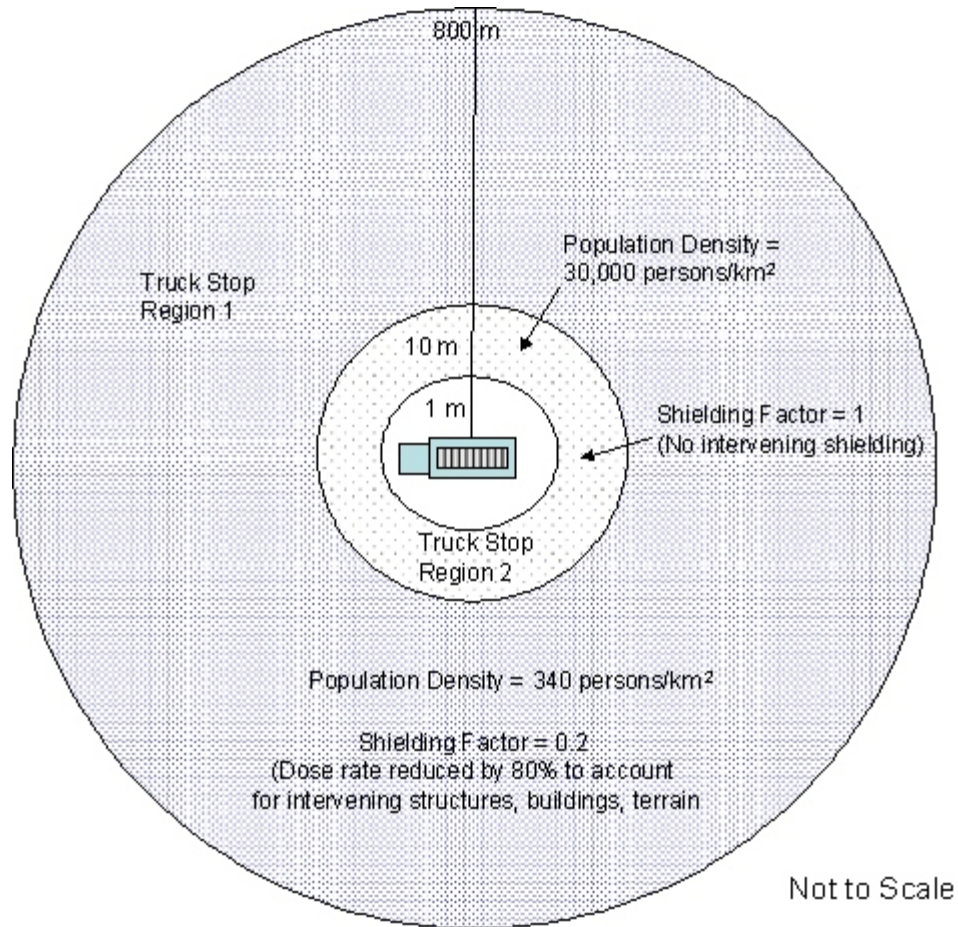 800 m
Population Density =
30,000 persons/km²
Truck Stop
Region 1
10 m
1 m
Shielding Factor = 1
(No intervening shielding)
Truck Stop
Region 2
Population Density = 340 persons/km²
Shielding Factor = 0.2
(Dose rate reduced by 80% to account
for intervening structures, buildings, terrain
Not to Scale